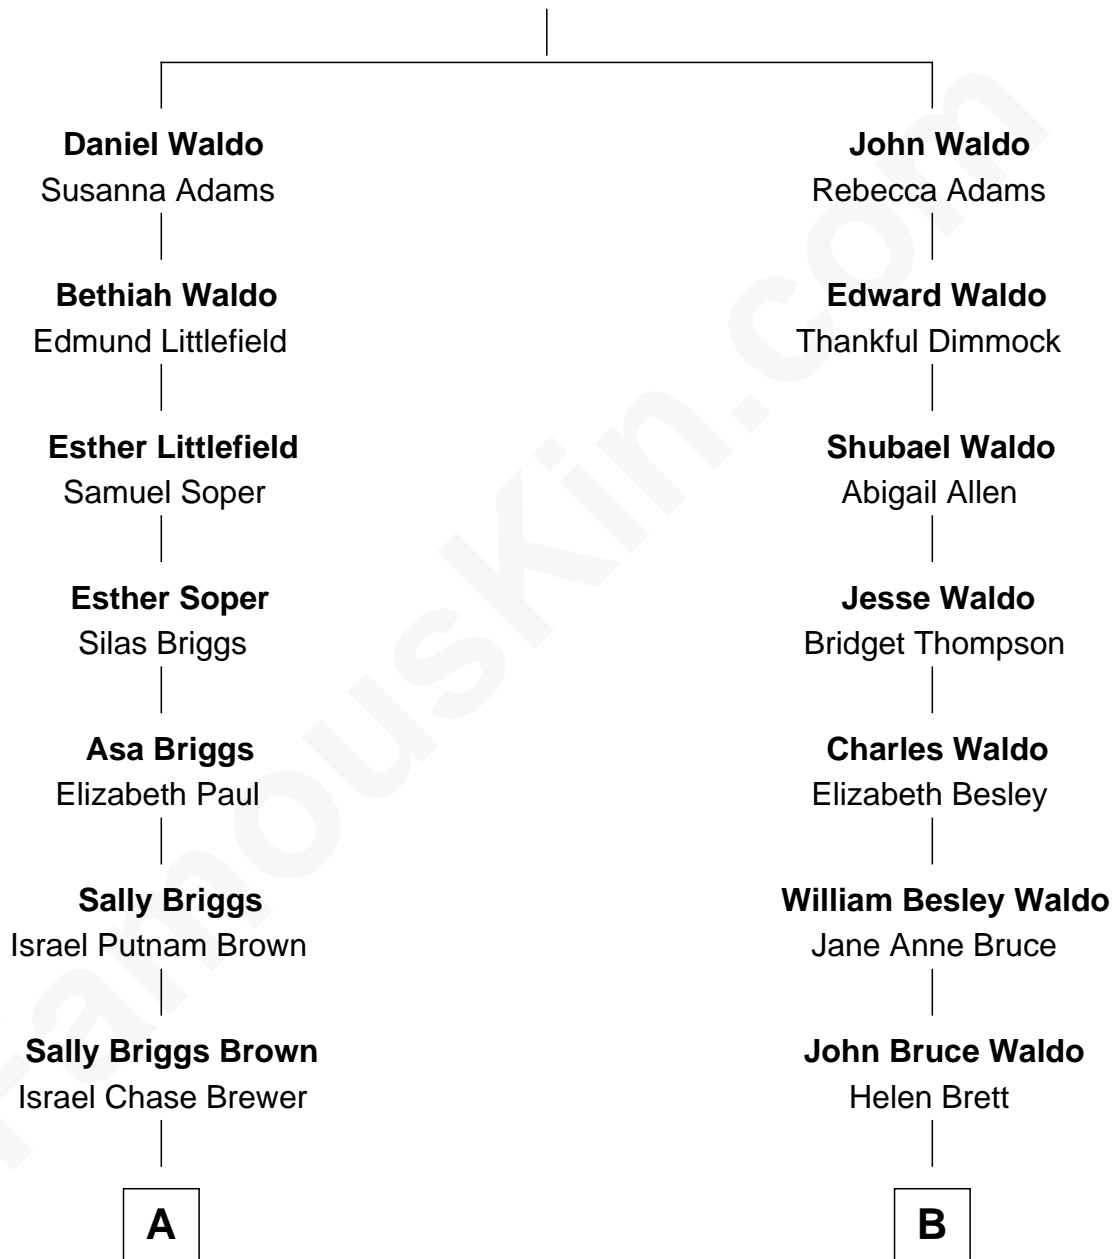 Daniel Waldo
Susanna Adams
Bethiah Waldo
Edmund Littlefield
Esther Littlefield
Samuel Soper
Esther Soper
Silas Briggs
Asa Briggs
Elizabeth Paul
Sally Briggs
Israel Putnam Brown
Sally Briggs Brown
Israel Chase Brewer
A
John Waldo
Rebecca Adams
Edward Waldo
Thankful Dimmock
Shubael Waldo
Abigail Allen
Jesse Waldo
Bridget Thompson
Charles Waldo
Elizabeth Besley
William Besley Waldo
Jane Anne Bruce
John Bruce Waldo
Helen Brett
B
FamousKin.com